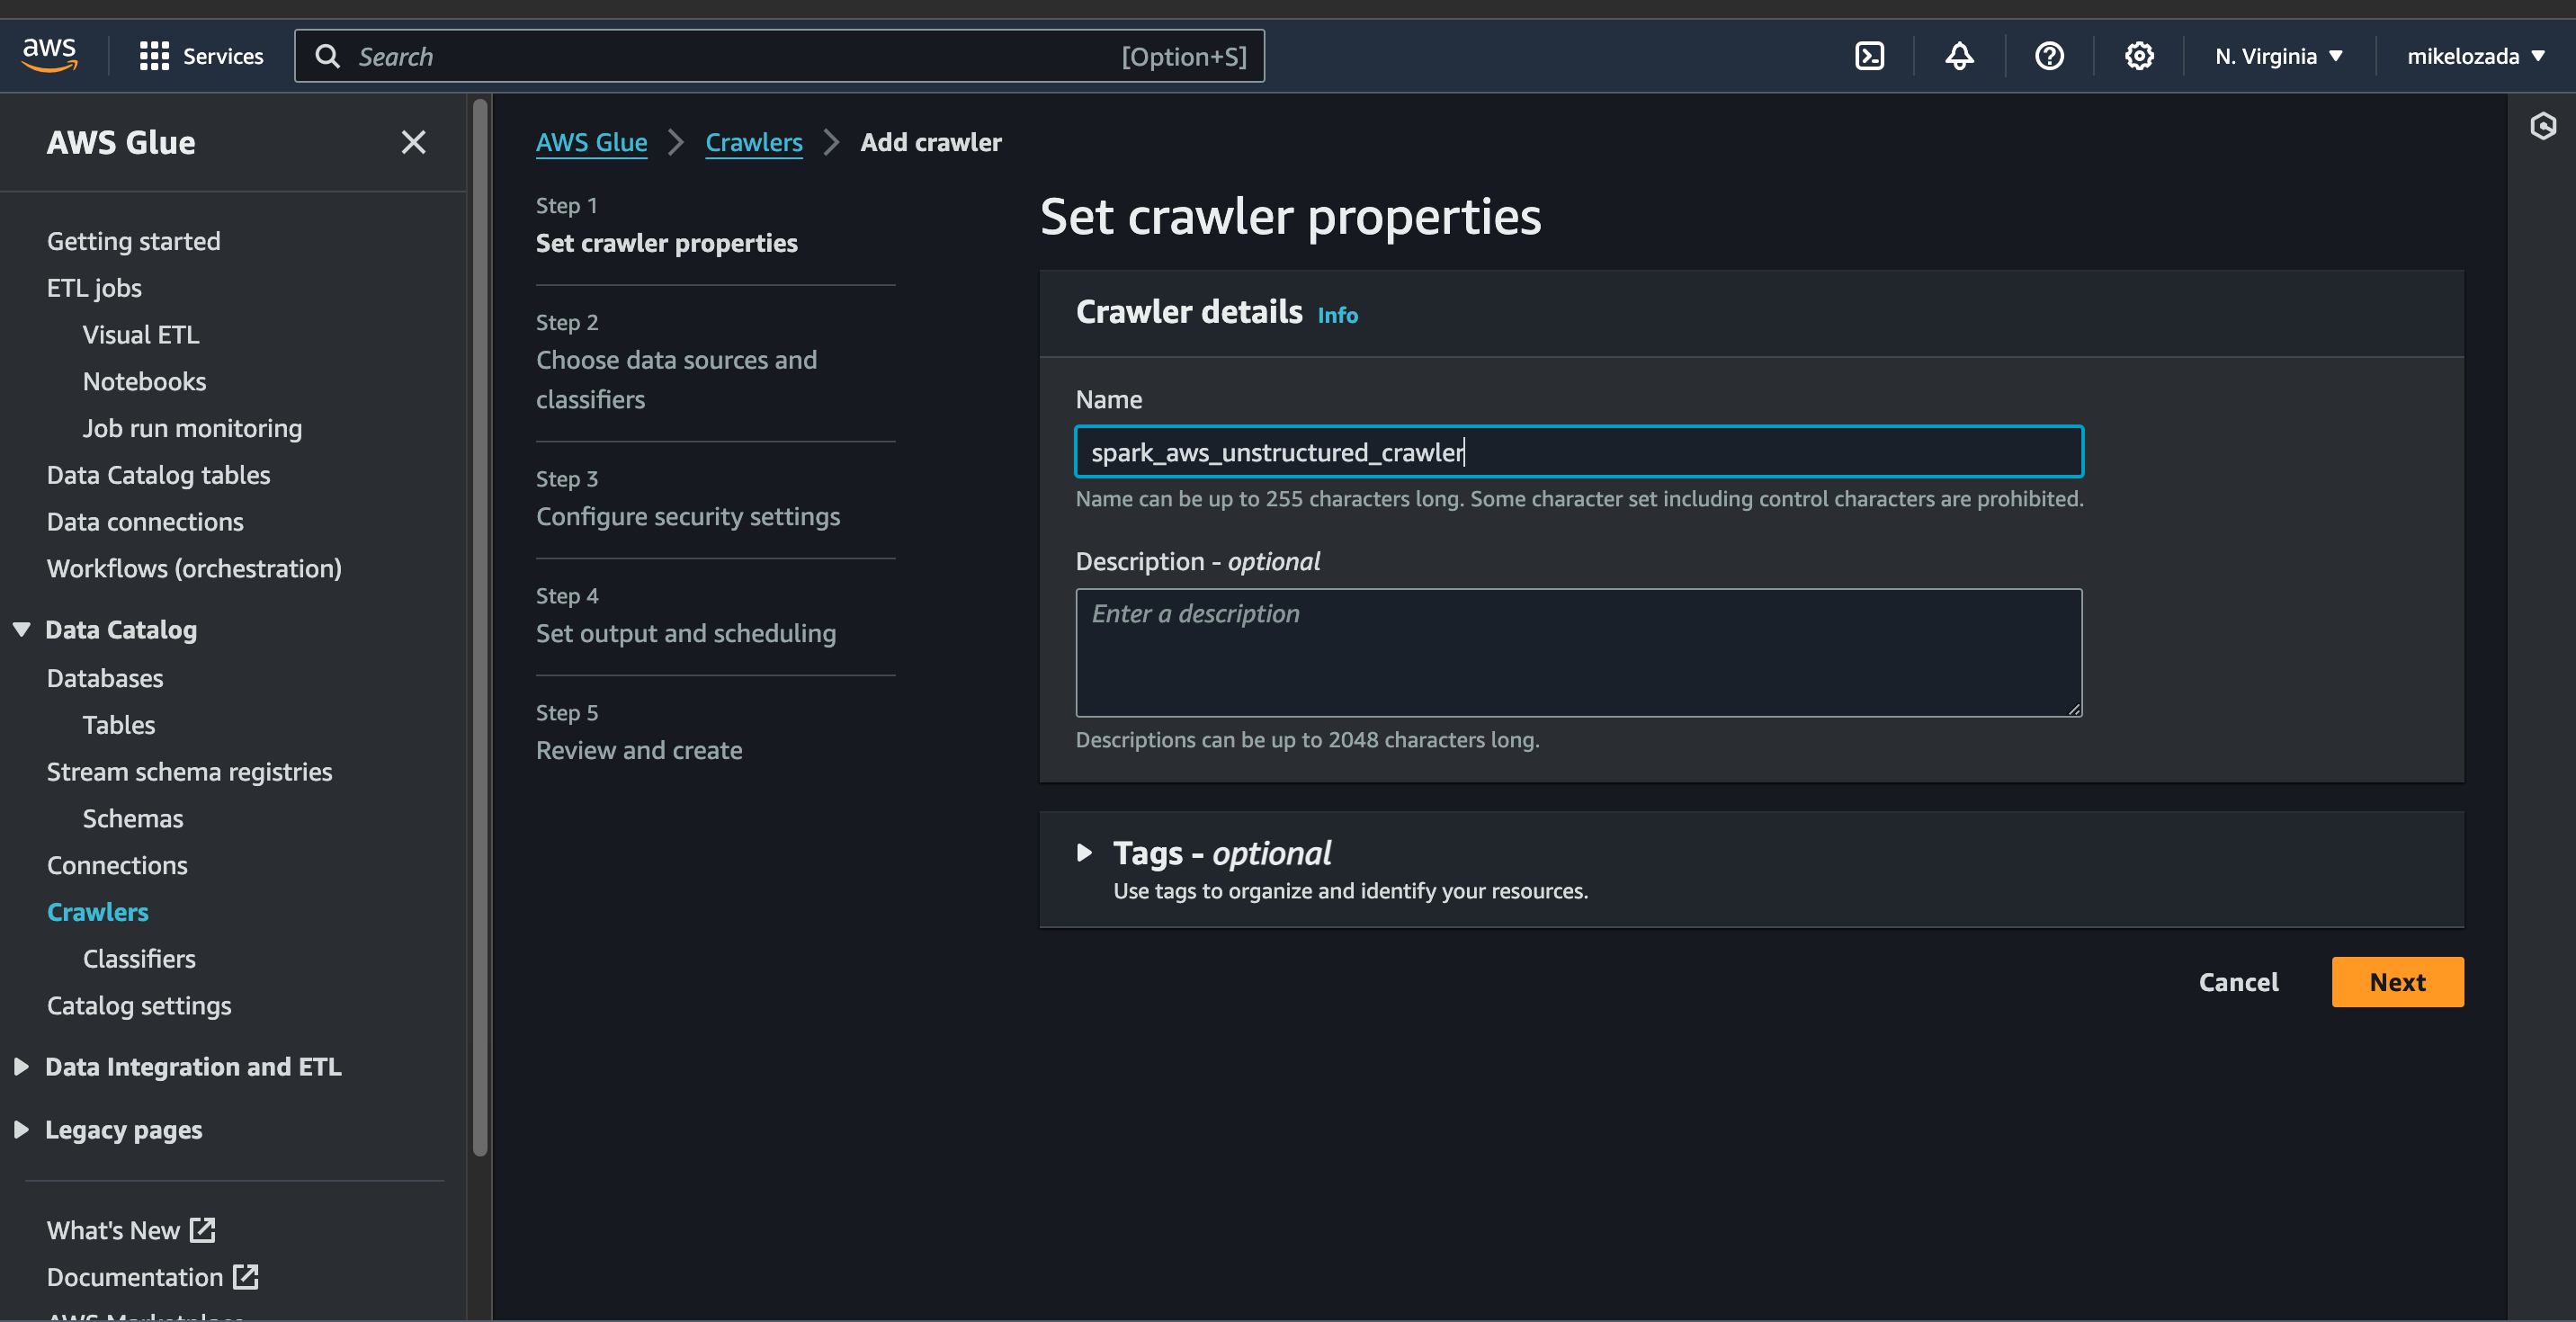 aws
Services
Search
[Option+S]
N. Virginia
mikelozada
AWS Glue
Getting started
ETL jobs
Visual ETL
Notebooks
Job run monitoring
Data Catalog tables
Data connections
Workflows (orchestration)
Data Catalog
Databases
Tables
Stream schema registries
Schemas
Connections
Crawlers
Classifiers
Catalog settings
Data Integration and ETL
Legacy pages
What's New
Documentation
AWS Marketplace
AWS Glue
Crawlers
Add crawler
Step 1
Set crawler properties
Step 2
Choose data sources and
classifiers
Step 3
Configure security settings
Step 4
Set output and scheduling
Step 5
Review and create
Set crawler properties
Crawler details Info
Name
spark_aws_unstructured_crawler
Name can be up to 255 characters long. Some character set including control characters are prohibited.
Description - optional
Enter a description
Descriptions can be up to 2048 characters long.
Tags - optional
Use tags to organize and identify your resources.
Cancel
Next